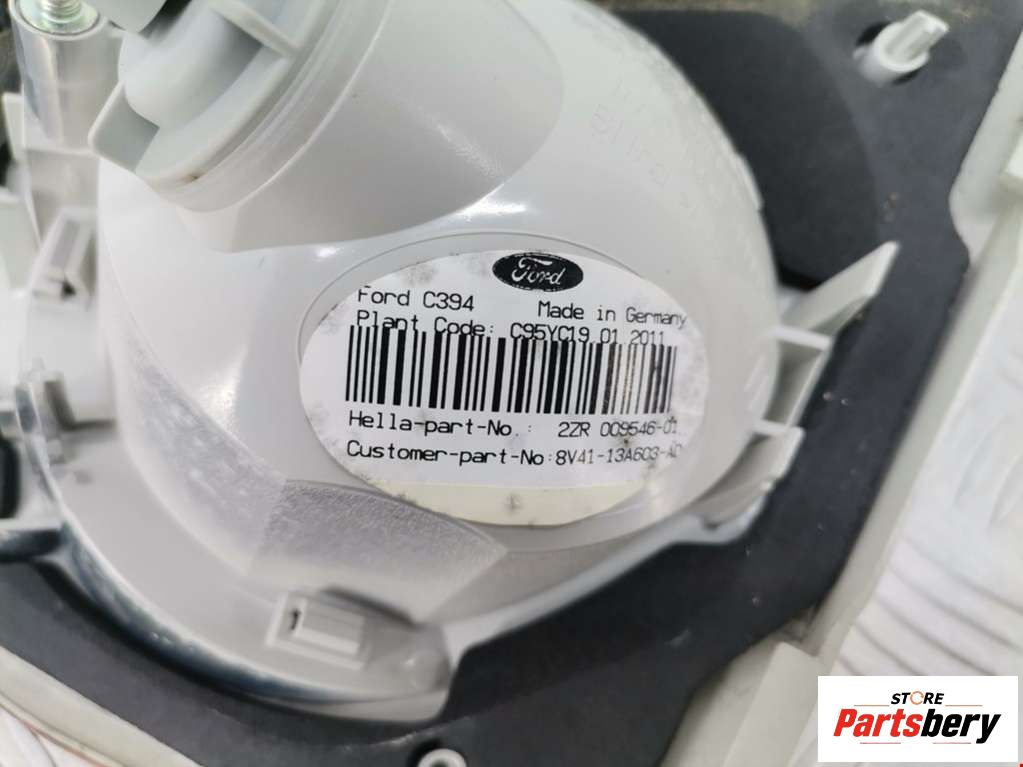 Ford
Ford C394 Made in Germany
Plant Code: C95YC19.01.2011
Hella-part-No.: 2ZR 009546-01
Customer-part-No: 8V41-13A603-
STORE
Partsbery